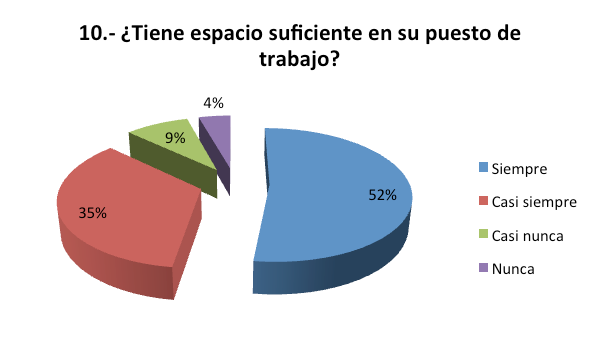 10.- ¿Tiene espacio suficiente en su puesto de
trabajo?
4%
9%
52%
35%
Siempre
Casi siempre
Casi nunca
Nunca